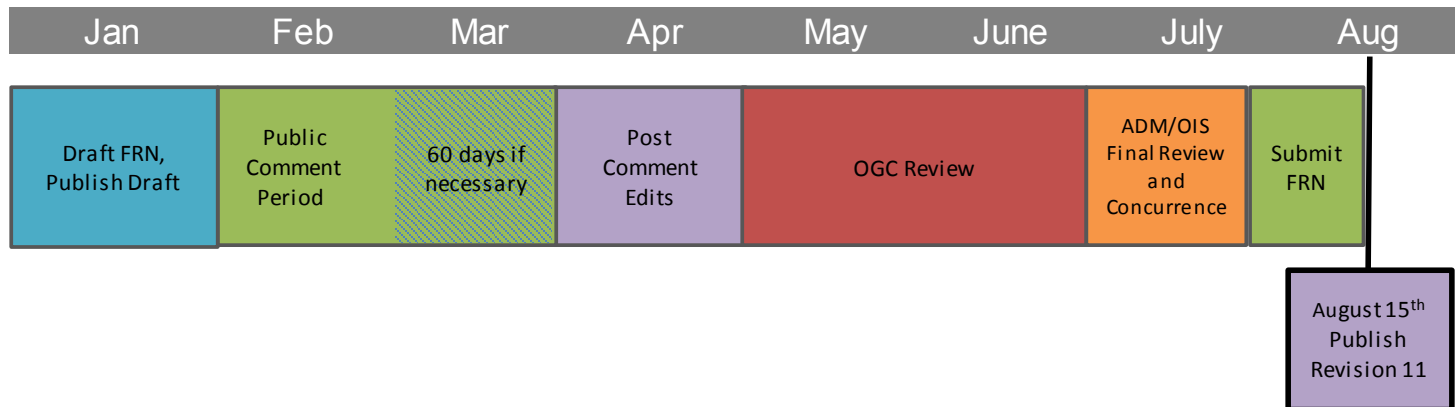 Jan Feb Mar Apr May June July Aug
Draft FRN,
Publish Draft
Public
Comment
Period
60 days if
necessary
Post
Comment
Edits
OGC Review
ADM/OIS
Final Review
and
Concurrence
Submit
FRN
August 15th
Publish
Revision 11